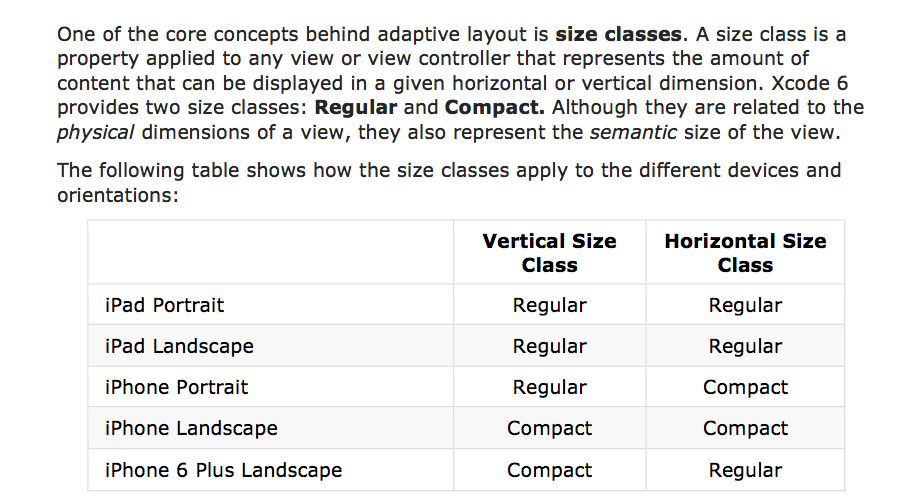 One of the core concepts behind adaptive layout is size classes. A size class is a
property applied to any view or view controller that represents the amount of
content that can be displayed in a given horizontal or vertical dimension. Xcode 6
provides two size classes: Regular and Compact. Although they are related to the
physical dimensions of a view, they also represent the semantic size of the view.
The following table shows how the size classes apply to the different devices and
orientations:
Vertical Size Class Horizontal Size Class
iPad Portrait Regular Regular
iPad Landscape Regular Regular
iPhone Portrait Regular Compact
iPhone Landscape Compact Compact
iPhone 6 Plus Landscape Compact Regular